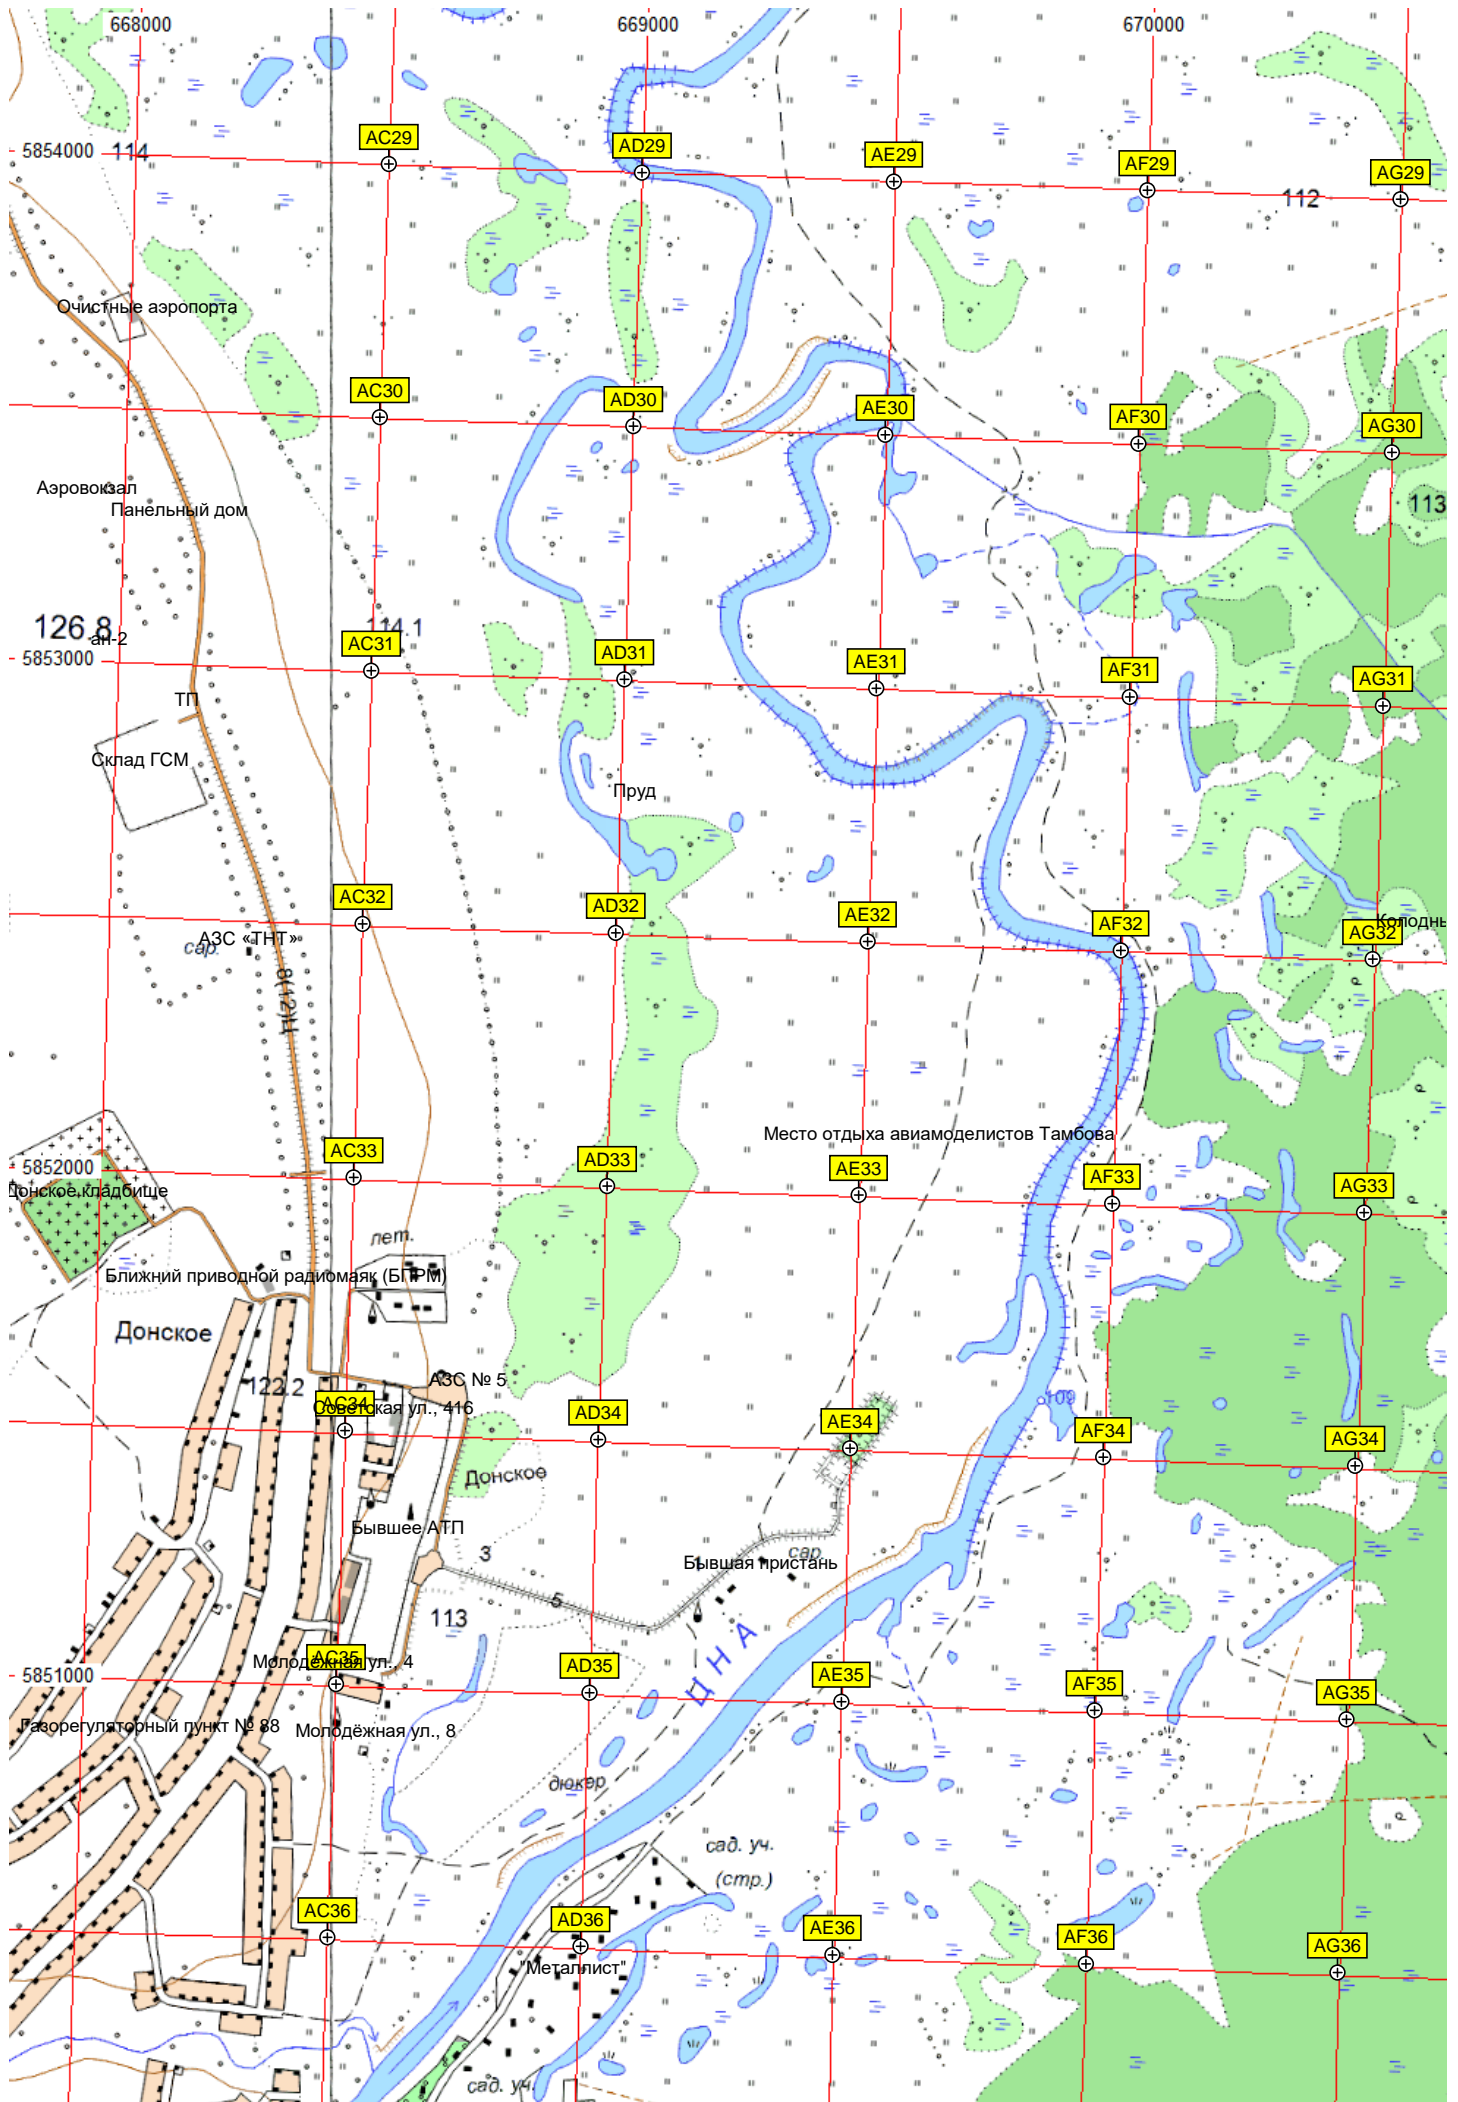 668000 669000 670000
5854000 114
AC29 AD29 AE29 AF29 AG29
112
Очистные аэропорта
AC30 AD30 AE30 AF30 AG30
Аэровокзал
Панельный дом
113
126.8
ан-2
114.1
5853000
AC31 AD31 AE31 AF31 AG31
ТП
Склад ГСМ
Пруд
AC32 AD32 AE32 AF32 AG32
АЗС «ТНТ»
сар.
8(12)Ц
Место отдыха авиамоделистов Тамбова
5852000
AC33 AD33 AE33 AF33 AG33
Донское кладбище
лет.
Ближний приводной радиомаяк (БПРМ)
Донское
122.2
АЗС № 5
109
AC34 AD34 AE34 AF34 AG34
Советская ул., 416
Донское
Бывшее АТП
3
5
сар.
Бывшая пристань
113
ЦНА
5851000
AC35 AD35 AE35 AF35 AG35
Молодёжная ул., 4
Газорегуляторный пункт № 88
Молодёжная ул., 8
дюкер
сад. уч.
(стр.)
AC36 AD36 AE36 AF36 AG36
"Металлист"
сад. уч.